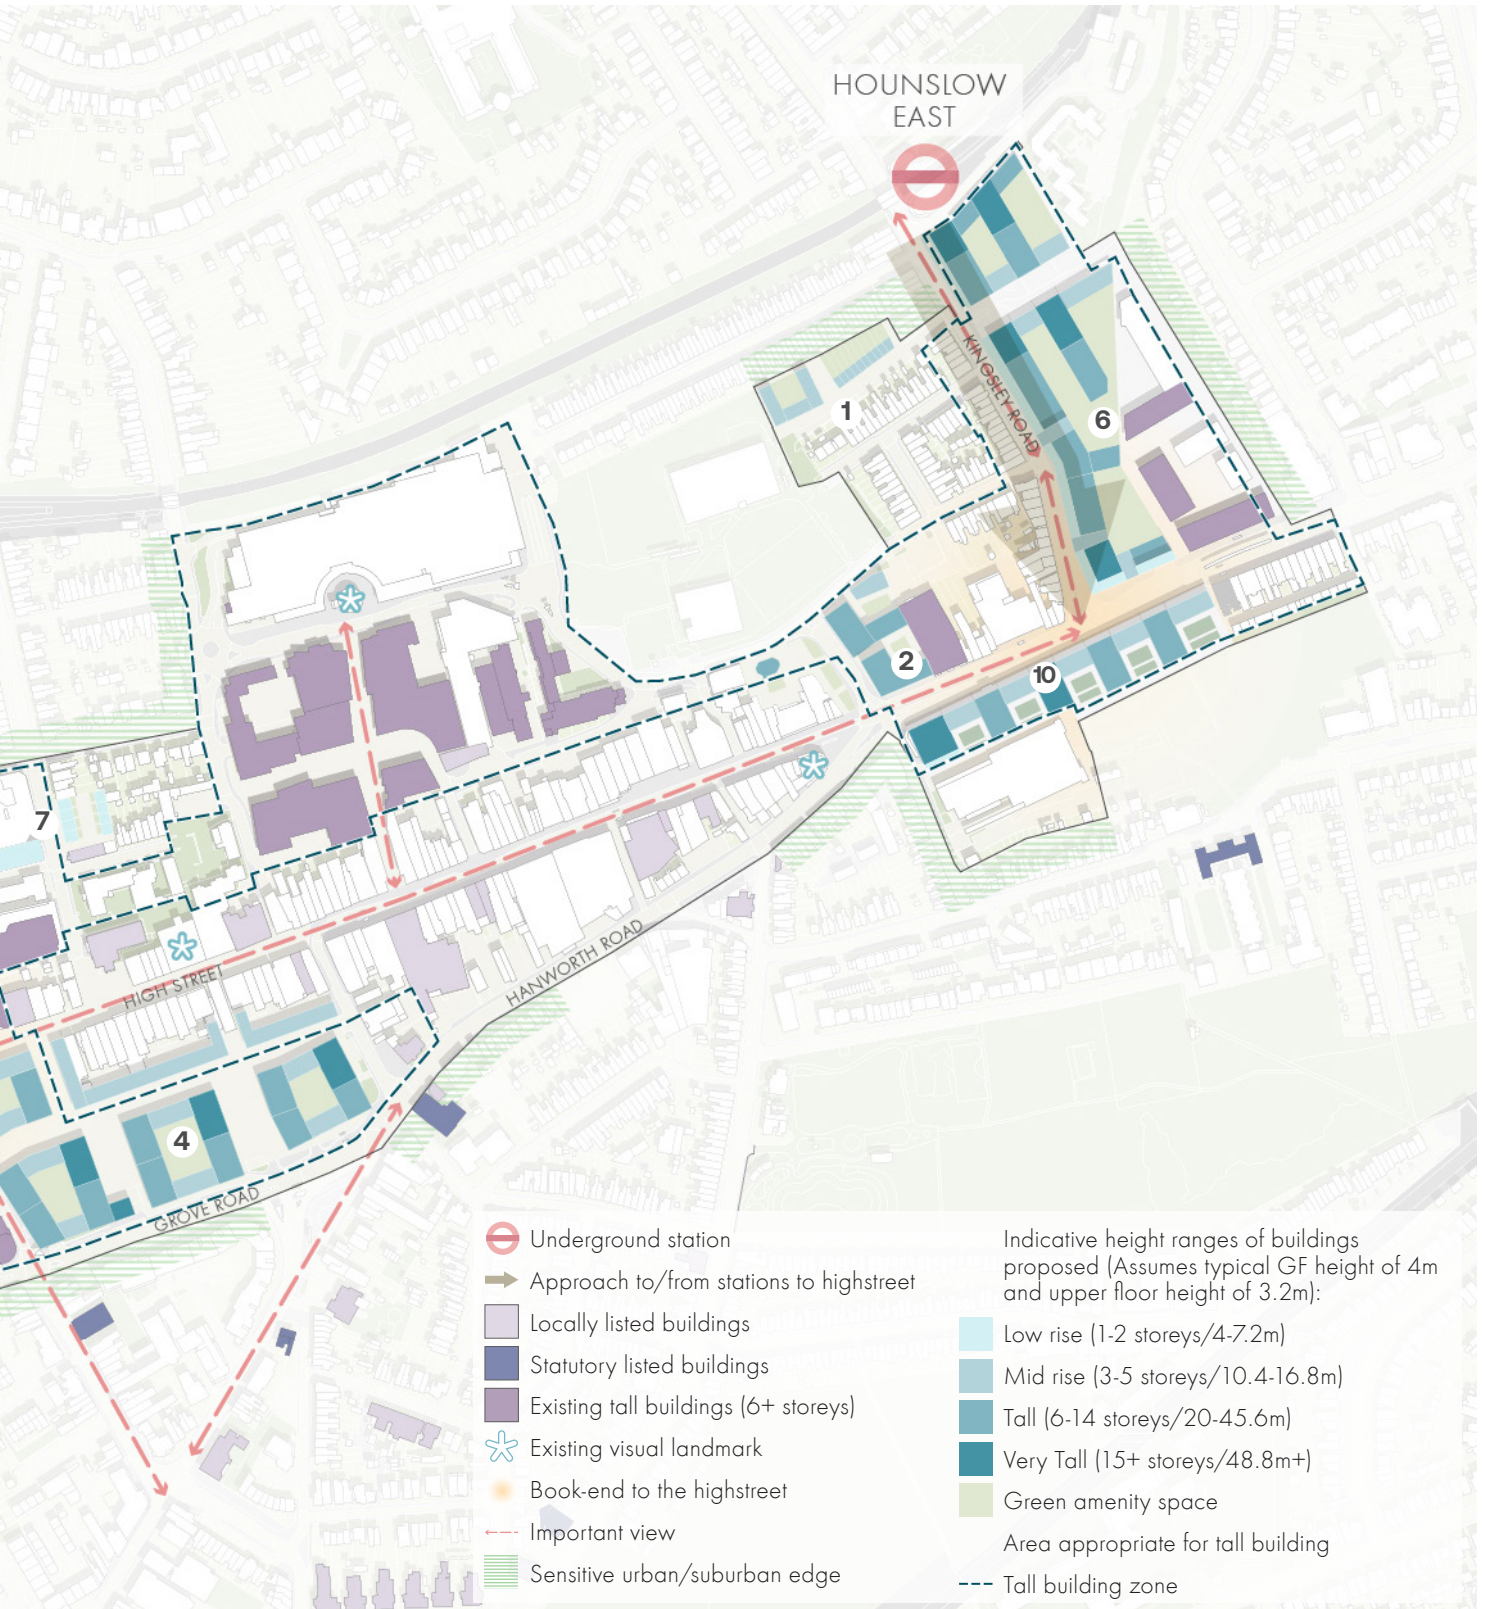 HOUNSLOW
EAST
KINGSLEY ROAD
1
6
2
10
7
HIGH STREET
HANWORTH ROAD
4
GROVE ROAD
Underground station
Approach to/from stations to highstreet
Locally listed buildings
Statutory listed buildings
Existing tall buildings (6+ storeys)
Existing visual landmark
Book-end to the highstreet
Important view
Sensitive urban/suburban edge
Indicative height ranges of buildings
proposed (Assumes typical GF height of 4m
and upper floor height of 3.2m):
Low rise (1-2 storeys/4-7.2m)
Mid rise (3-5 storeys/10.4-16.8m)
Tall (6-14 storeys/20-45.6m)
Very Tall (15+ storeys/48.8m+)
Green amenity space
Area appropriate for tall building
Tall building zone